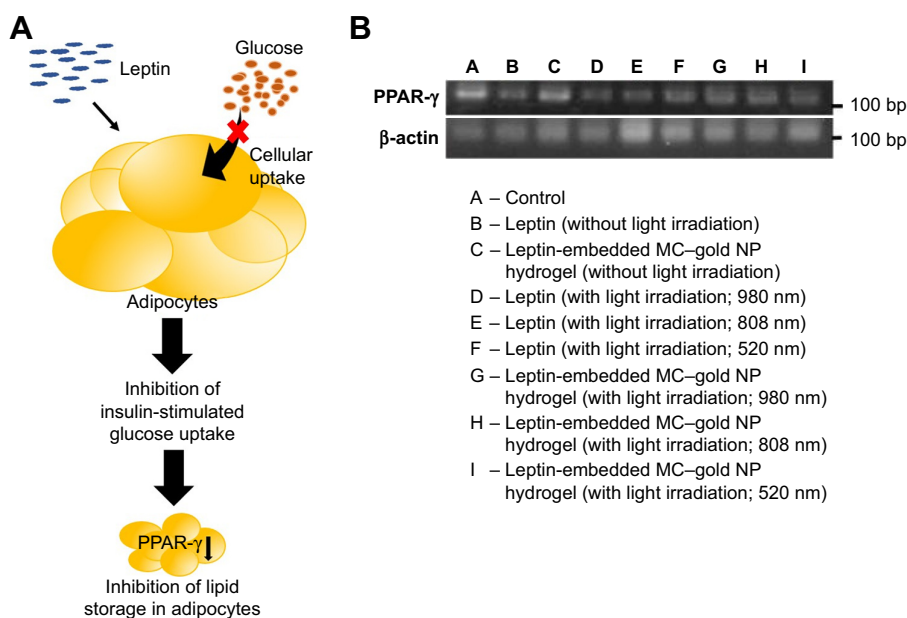 A
Leptin
Glucose
Cellular
uptake
Adipocytes
Inhibition of
insulin-stimulated
glucose uptake
PPAR-γ
Inhibition of lipid
storage in adipocytes
B
A B C D E F G H I
PPAR-γ
100 bp
β-actin
100 bp
A – Control
B – Leptin (without light irradiation)
C – Leptin-embedded MC–gold NP
hydrogel (without light irradiation)
D – Leptin (with light irradiation; 980 nm)
E – Leptin (with light irradiation; 808 nm)
F – Leptin (with light irradiation; 520 nm)
G – Leptin-embedded MC–gold NP
hydrogel (with light irradiation; 980 nm)
H – Leptin-embedded MC–gold NP
hydrogel (with light irradiation; 808 nm)
I – Leptin-embedded MC–gold NP
hydrogel (with light irradiation; 520 nm)